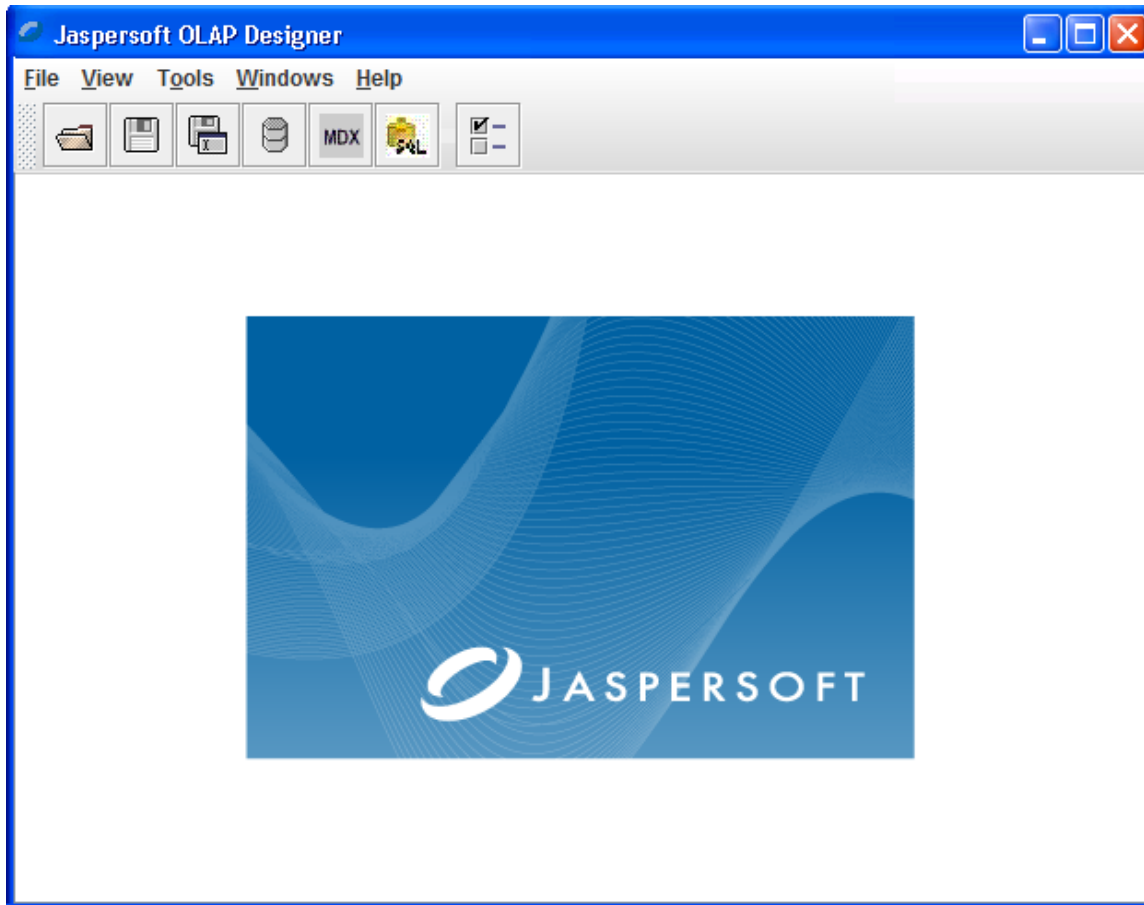 Jaspersoft OLAP Designer
File View Tools Windows Help
MDX SQL
JASPERSOFT